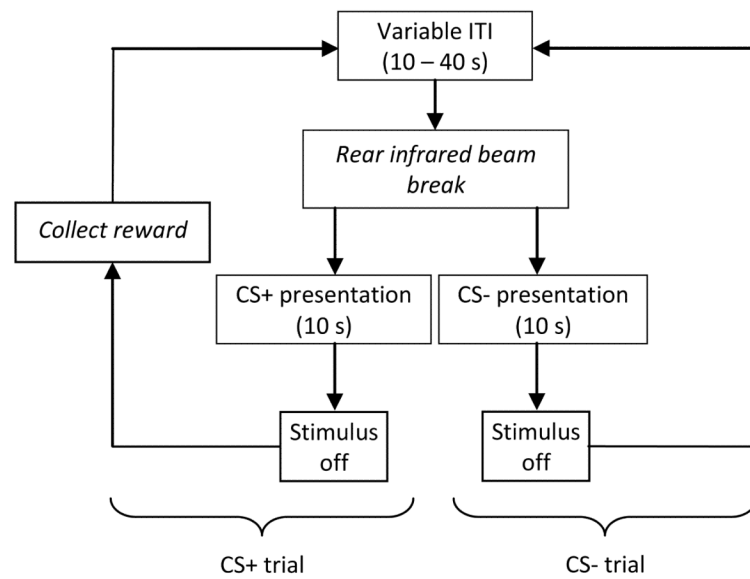 Variable ITI
(10 – 40 s)
Rear infrared beam
break
Collect reward
CS+ presentation
(10 s)
CS- presentation
(10 s)
Stimulus
off
Stimulus
off
CS+ trial
CS- trial